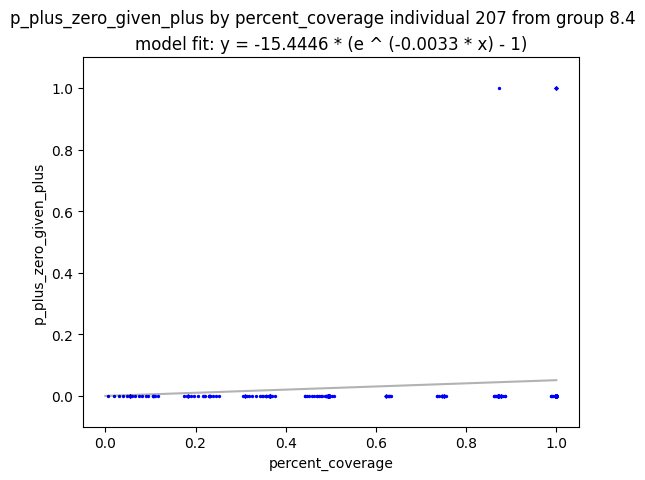 p_plus_zero_given_plus by percent_coverage individual 207 from group 8.4
model fit: y = -15.4446 * (e ^ (-0.0033 * x) - 1)
p_plus_zero_given_plus
1.0
0.8
0.6
0.4
0.2
0.0
0.0 0.2 0.4 0.6 0.8 1.0
percent_coverage